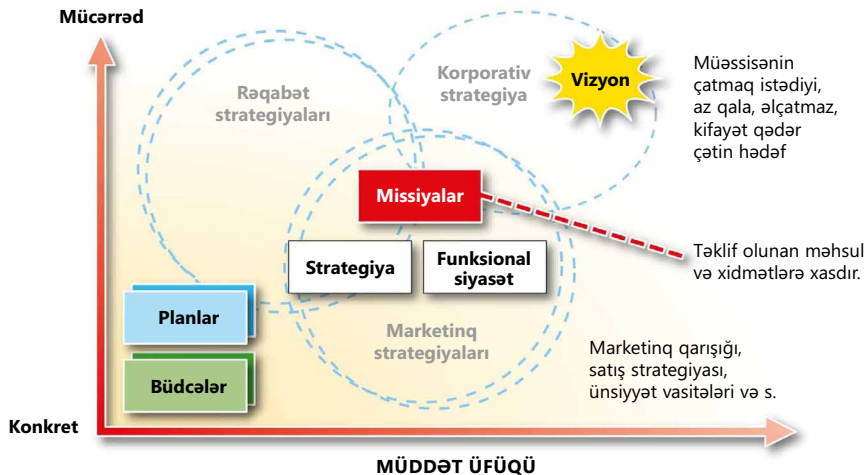 Mücərrəd
Rəqabət
strategiyaları
Korporativ
strategiya
Vizyon
Müəssisənin
çatmaq istədiyi,
az qala, əlçatmaz,
kifayət qədər
çətin hədəf
Missiyalar
Strategiya
Funksional
siyasət
Təklif olunan məhsul
və xidmətlərə xasdır.
Planlar
Marketinq
strategiyaları
Büdcələr
Marketinq qarışığı,
satış strategiyası,
ünsiyyət vasitələri və s.
Konkret
MÜDDƏT ÜFÜQÜ